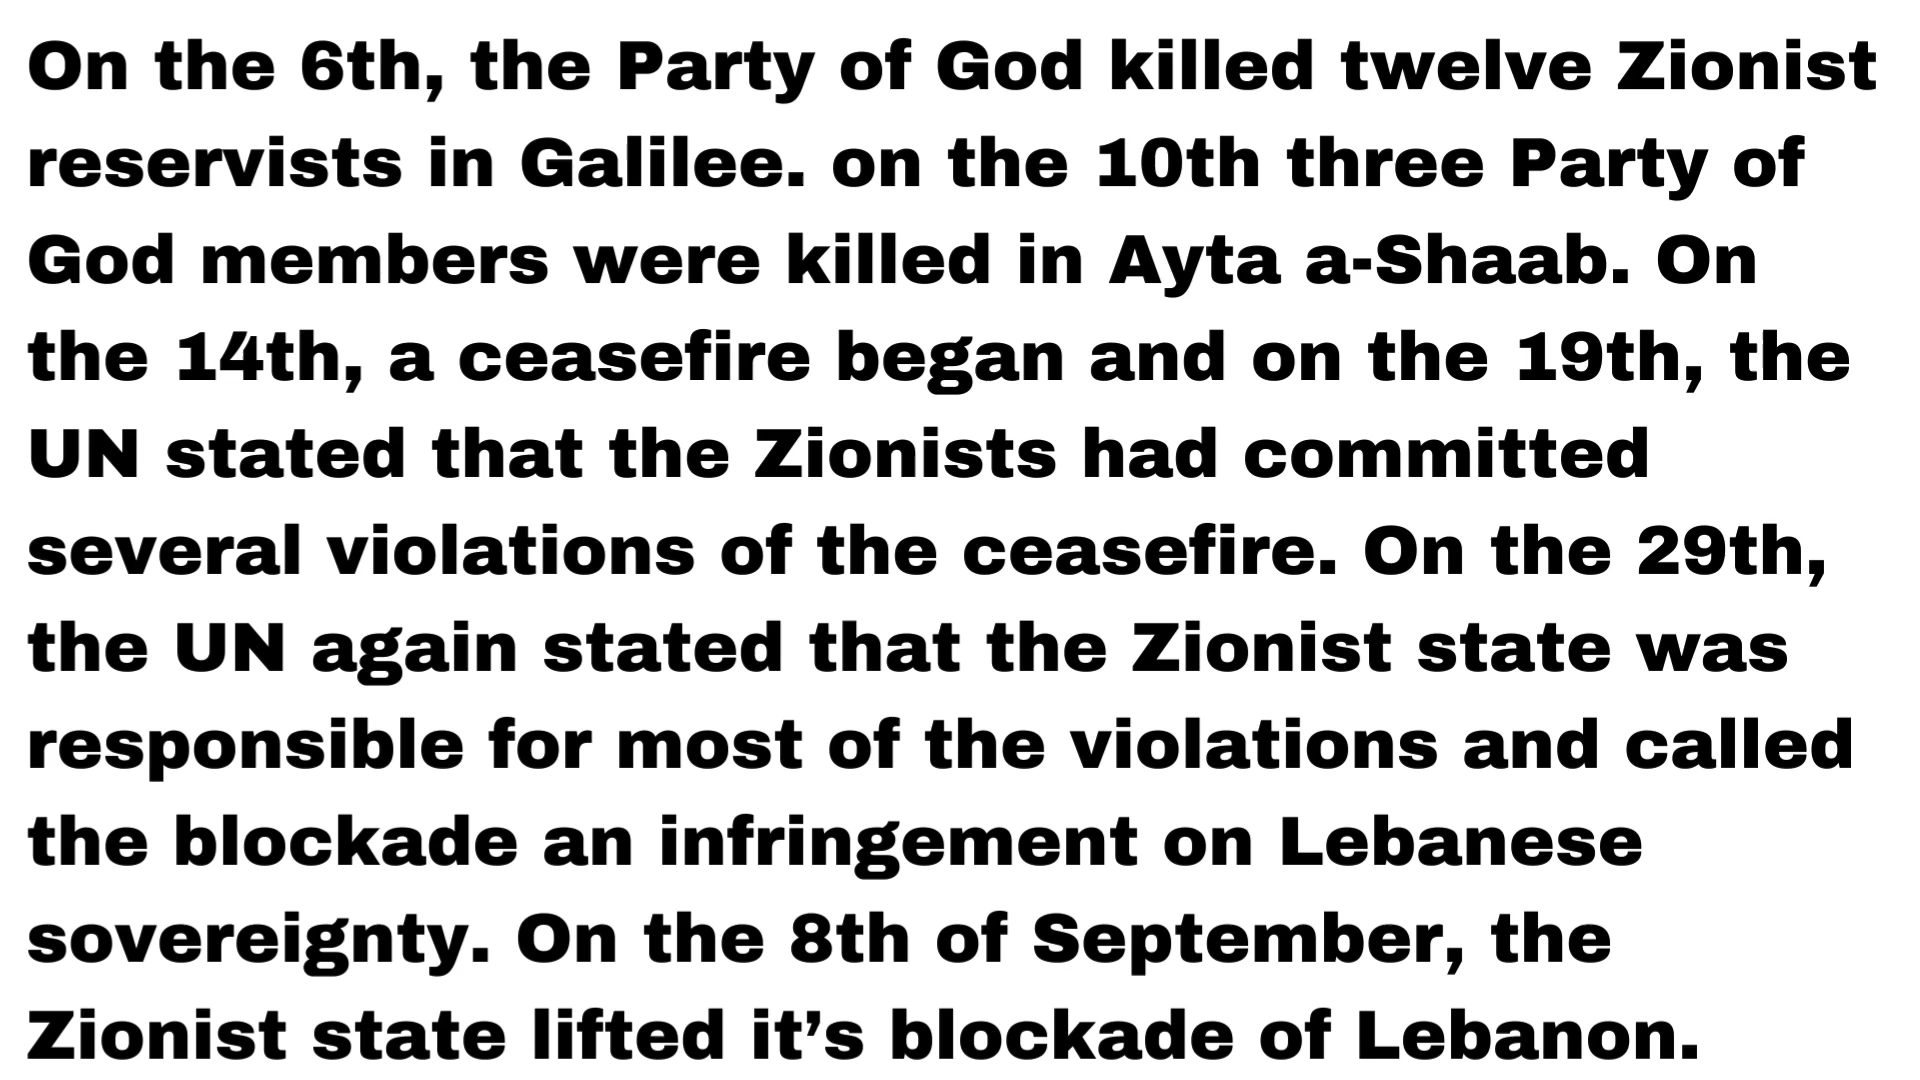 On the 6th, the Party of God killed twelve Zionist
reservists in Galilee. on the 10th three Party of
God members were killed in Ayta a-Shaab. On
the 14th, a ceasefire began and on the 19th, the
UN stated that the Zionists had committed
several violations of the ceasefire. On the 29th,
the UN again stated that the Zionist state was
responsible for most of the violations and called
the blockade an infringement on Lebanese
sovereignty. On the 8th of September, the
Zionist state lifted it’s blockade of Lebanon.